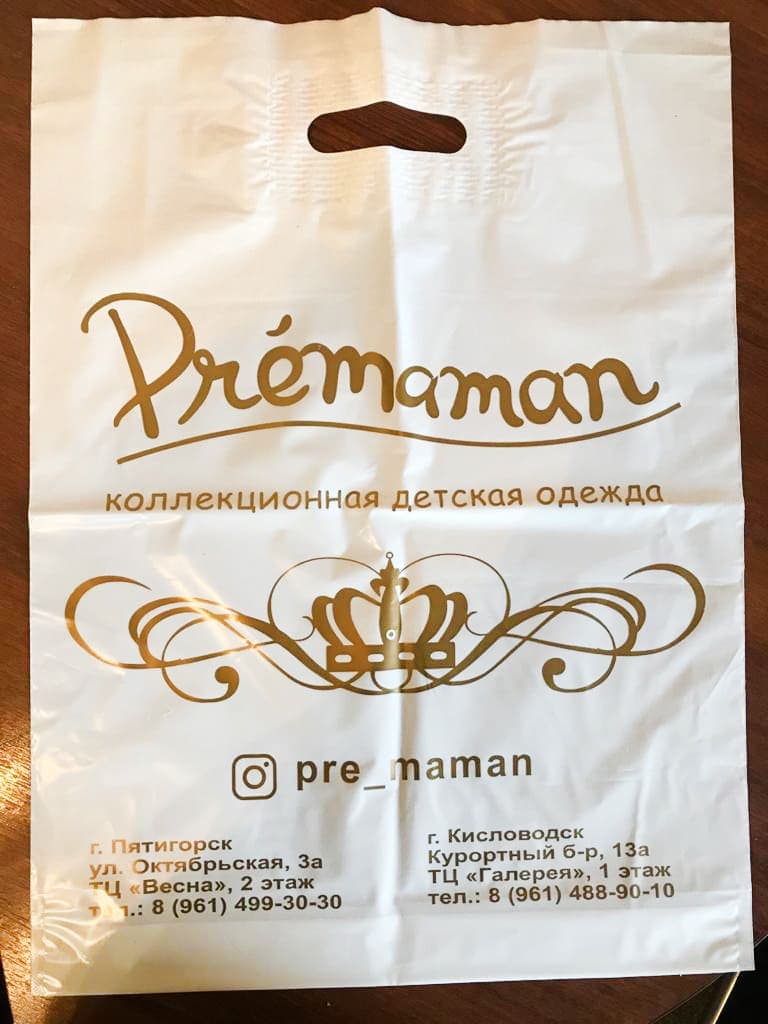 Prémaman
коллекционная детская одежда
pre_maman
г. Пятигорск
ул. Октябрьская, 3а
ТЦ «Весна», 2 этаж
тел.: 8 (961) 499-30-30
г. Кисловодск
Курортный б-р, 13а
ТЦ «Галерея», 1 этаж
тел.: 8 (961) 488-90-10